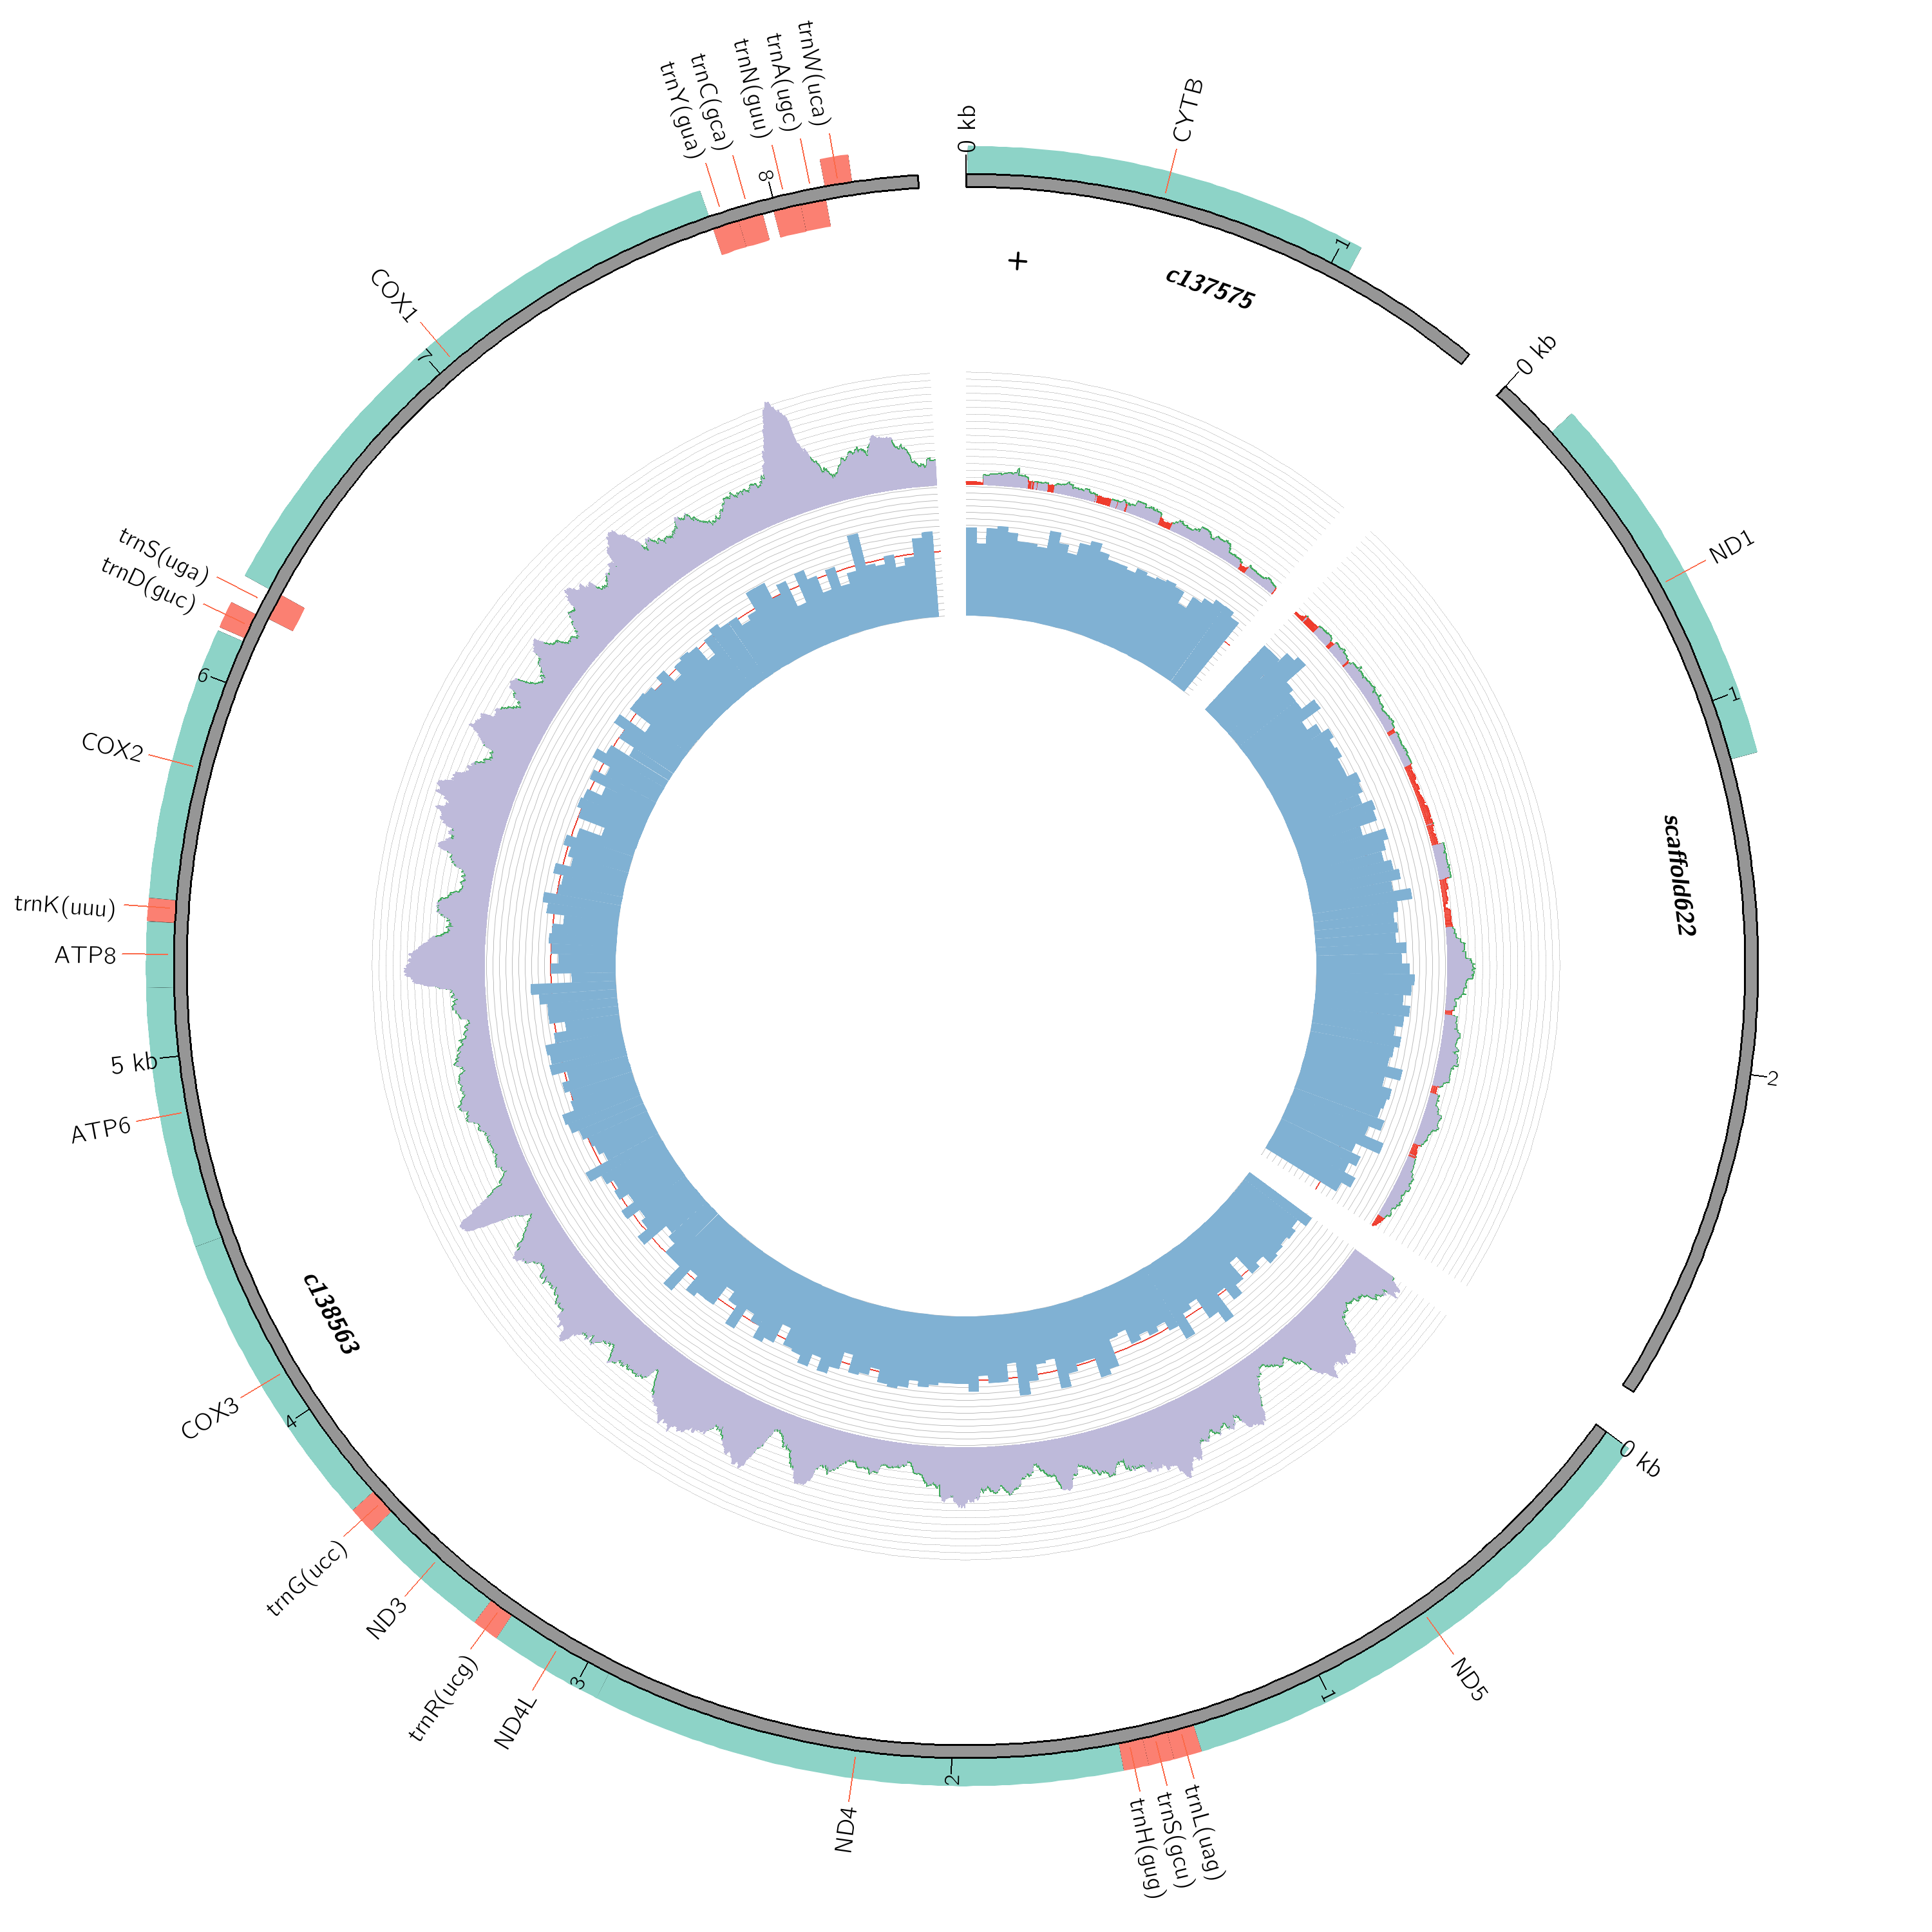 0 kb
CYTB
1
+
c137575
0 kb
ND1
1
scaffold622
2
0 kb
ND5
1
trnL(uag)
trnS(gcu)
trnH(gug)
2
ND4
3
ND4L
trnR(ucg)
ND3
trnG(ucc)
4
COX3
c138563
ATP6
5 kb
ATP8
trnK(uuu)
COX2
6
trnD(guc)
trnS(uga)
7
COX1
trnY(gua)
trnC(gca)
8
trnN(guu)
trnA(ugc)
trnW(uca)